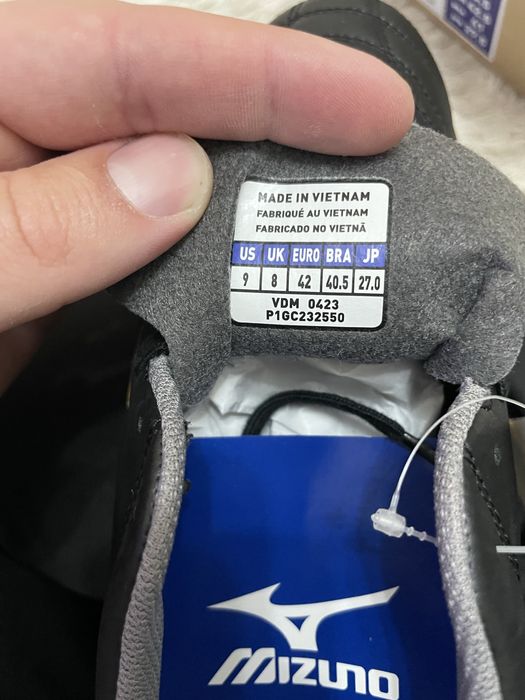 MADE IN VIETNAM
FABRIQUÉ AU VIETNAM
FABRICADO NO VIETNÃ
US UK EURO BRA JP
9 8 42 40.5 27.0
VDM 0423
P1GC232550
MIZUNO